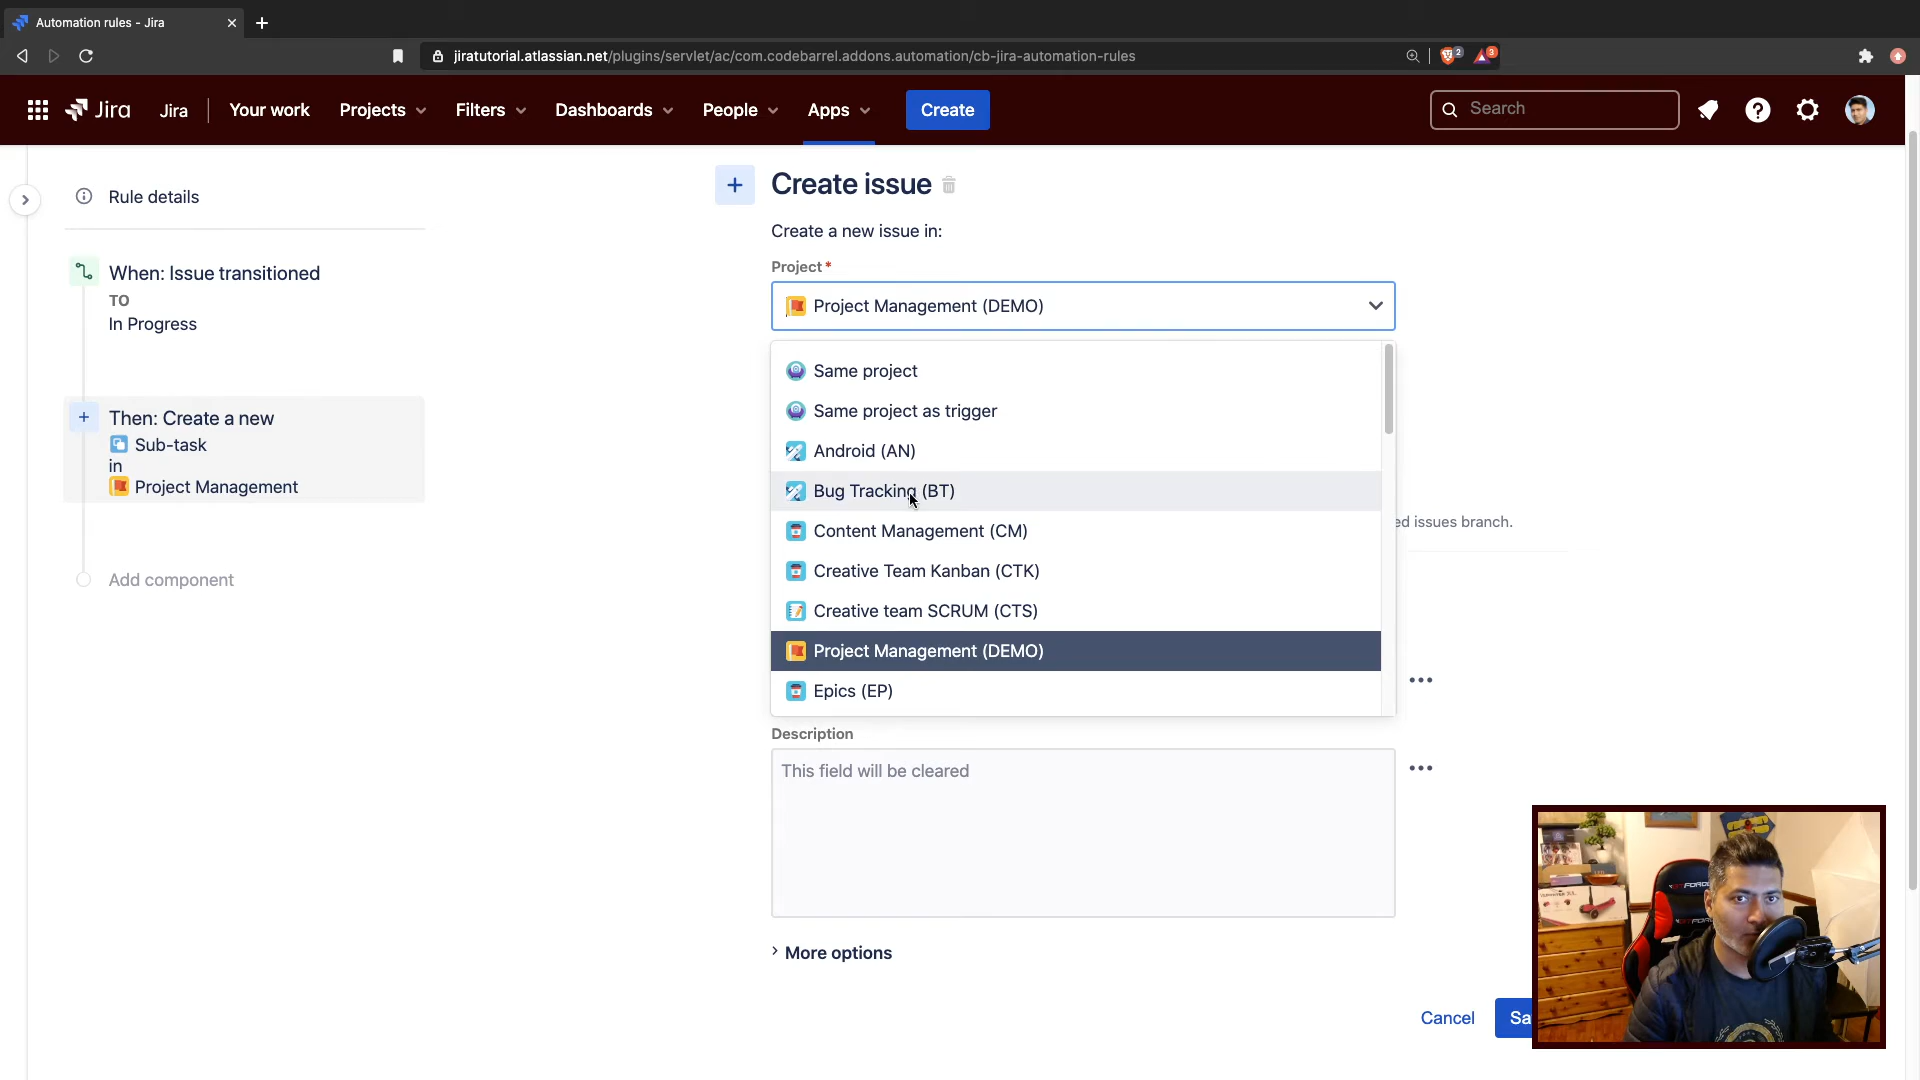 Automation rules - Jira
jiratutorial.atlassian.net/plugins/servlet/ac/com.codebarrel.addons.automation/cb-jira-automation-rules
2
3
Jira
Jira
Your work
Projects
Filters
Dashboards
People
Apps
Create
Search
Rule details
When: Issue transitioned
TO
In Progress
Then: Create a new
Sub-task
in
Project Management
Add component
Create issue
Create a new issue in:
Project *
Project Management (DEMO)
Same project
Same project as trigger
Android (AN)
Bug Tracking (BT)
Content Management (CM)
Creative Team Kanban (CTK)
Creative team SCRUM (CTS)
Project Management (DEMO)
Epics (EP)
ed issues branch.
Description
This field will be cleared
More options
Cancel
Sa